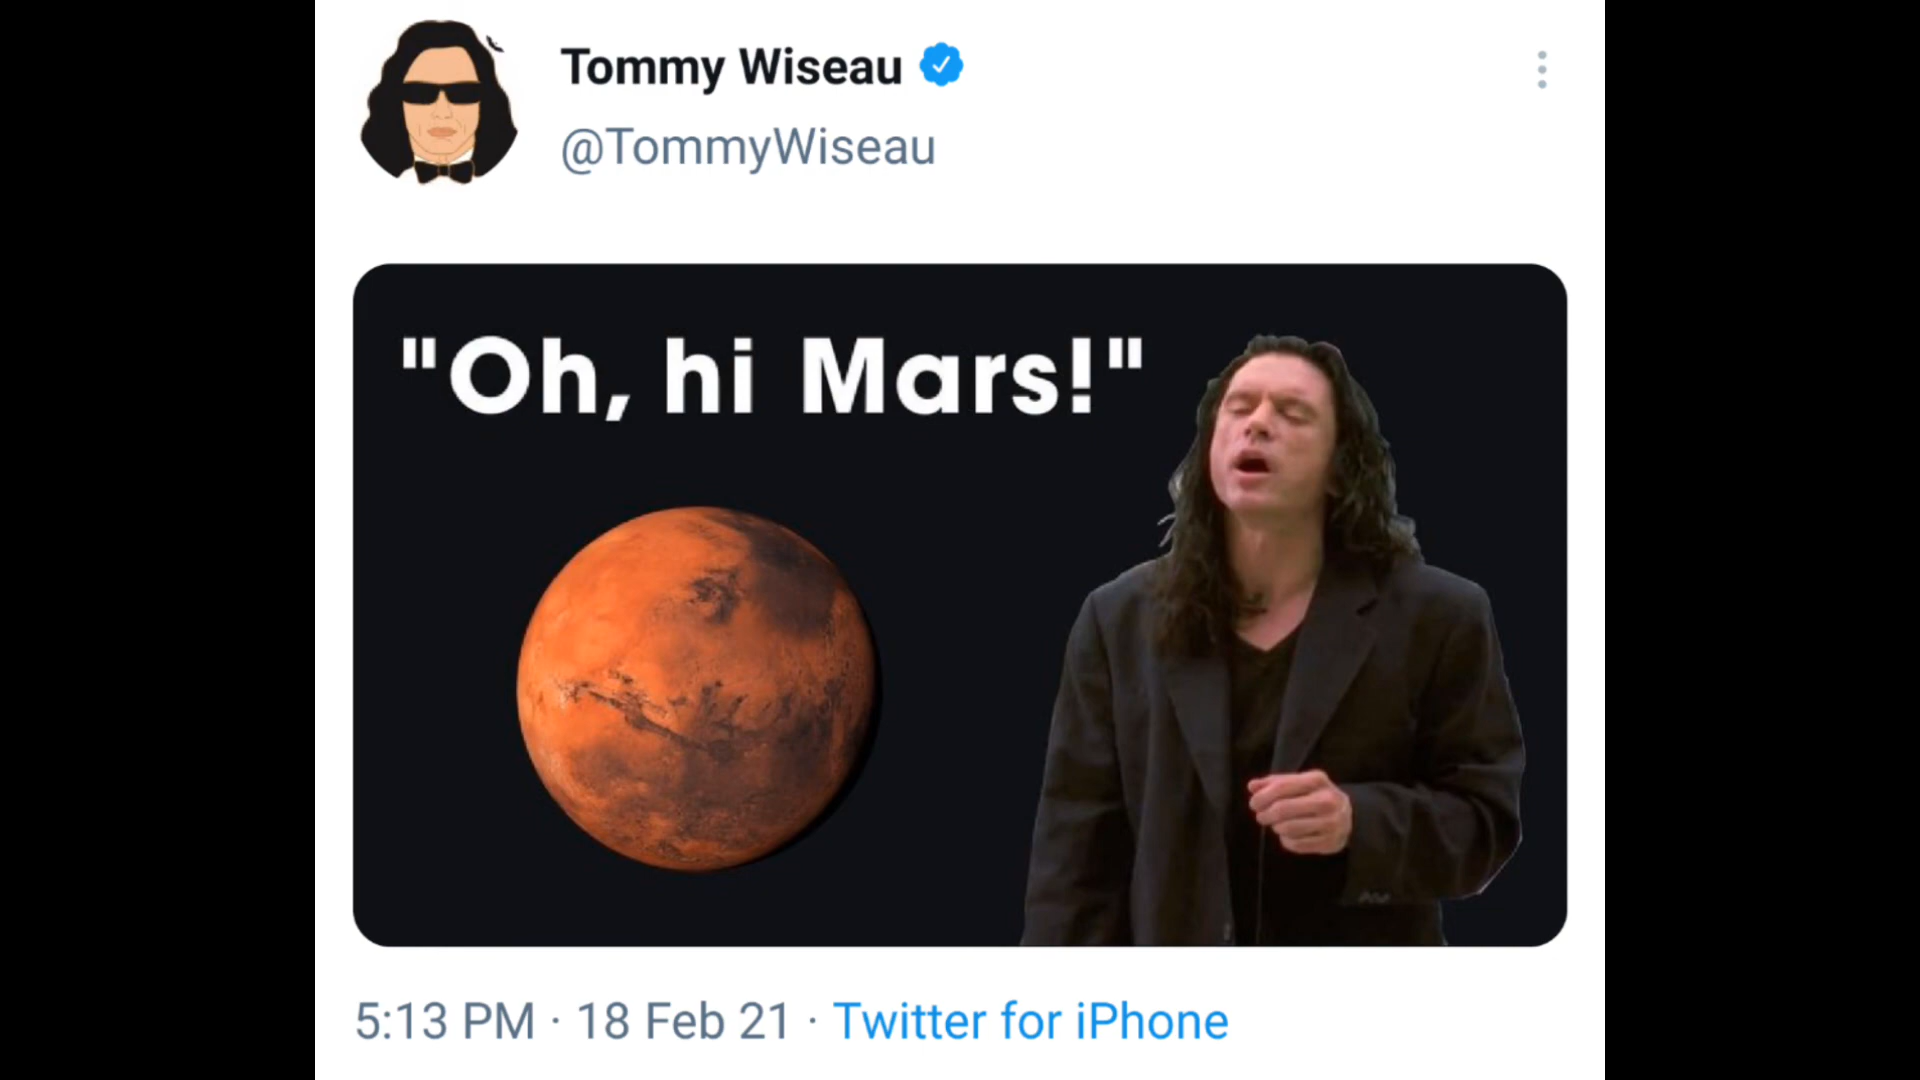 Tommy Wiseau
@TommyWiseau
"Oh, hi Mars!"
5:13 PM · 18 Feb 21 · Twitter for iPhone